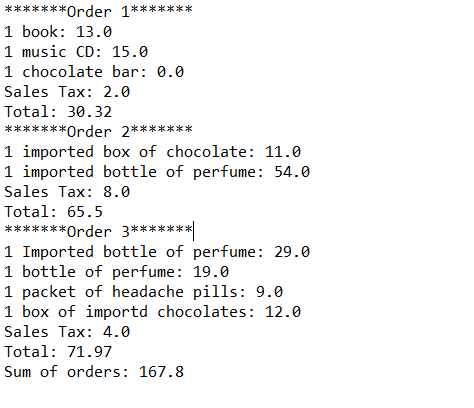 *******Order 1*******
1 book: 13.0
1 music CD: 15.0
1 chocolate bar: 0.0
Sales Tax: 2.0
Total: 30.32
*******Order 2*******
1 imported box of chocolate: 11.0
1 imported bottle of perfume: 54.0
Sales Tax: 8.0
Total: 65.5
*******Order 3*******
1 Imported bottle of perfume: 29.0
1 bottle of perfume: 19.0
1 packet of headache pills: 9.0
1 box of importd chocolates: 12.0
Sales Tax: 4.0
Total: 71.97
Sum of orders: 167.8